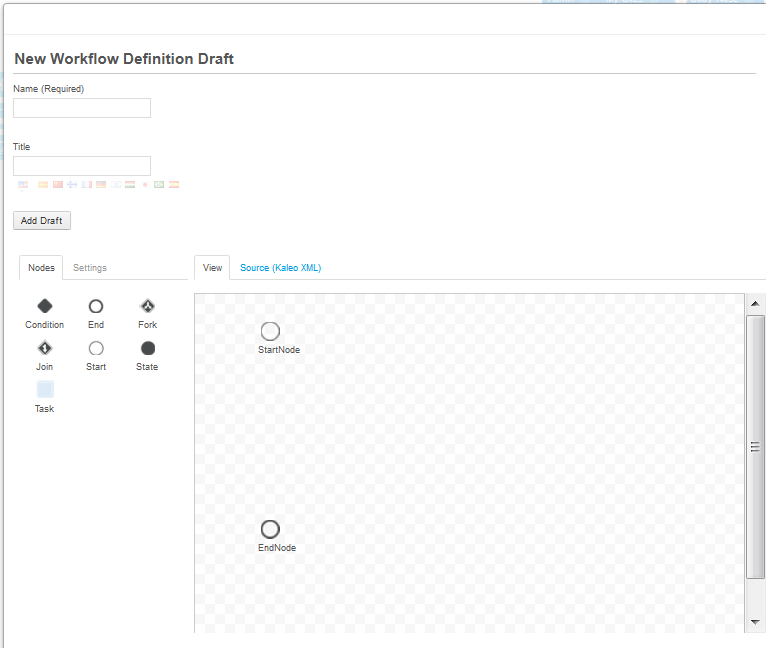 New Workflow Definition Draft
Name (Required)
Title
Add Draft
Nodes Settings
View Source (Kaleo XML)
Condition End Fork
Join Start State
Task
StartNode
EndNode